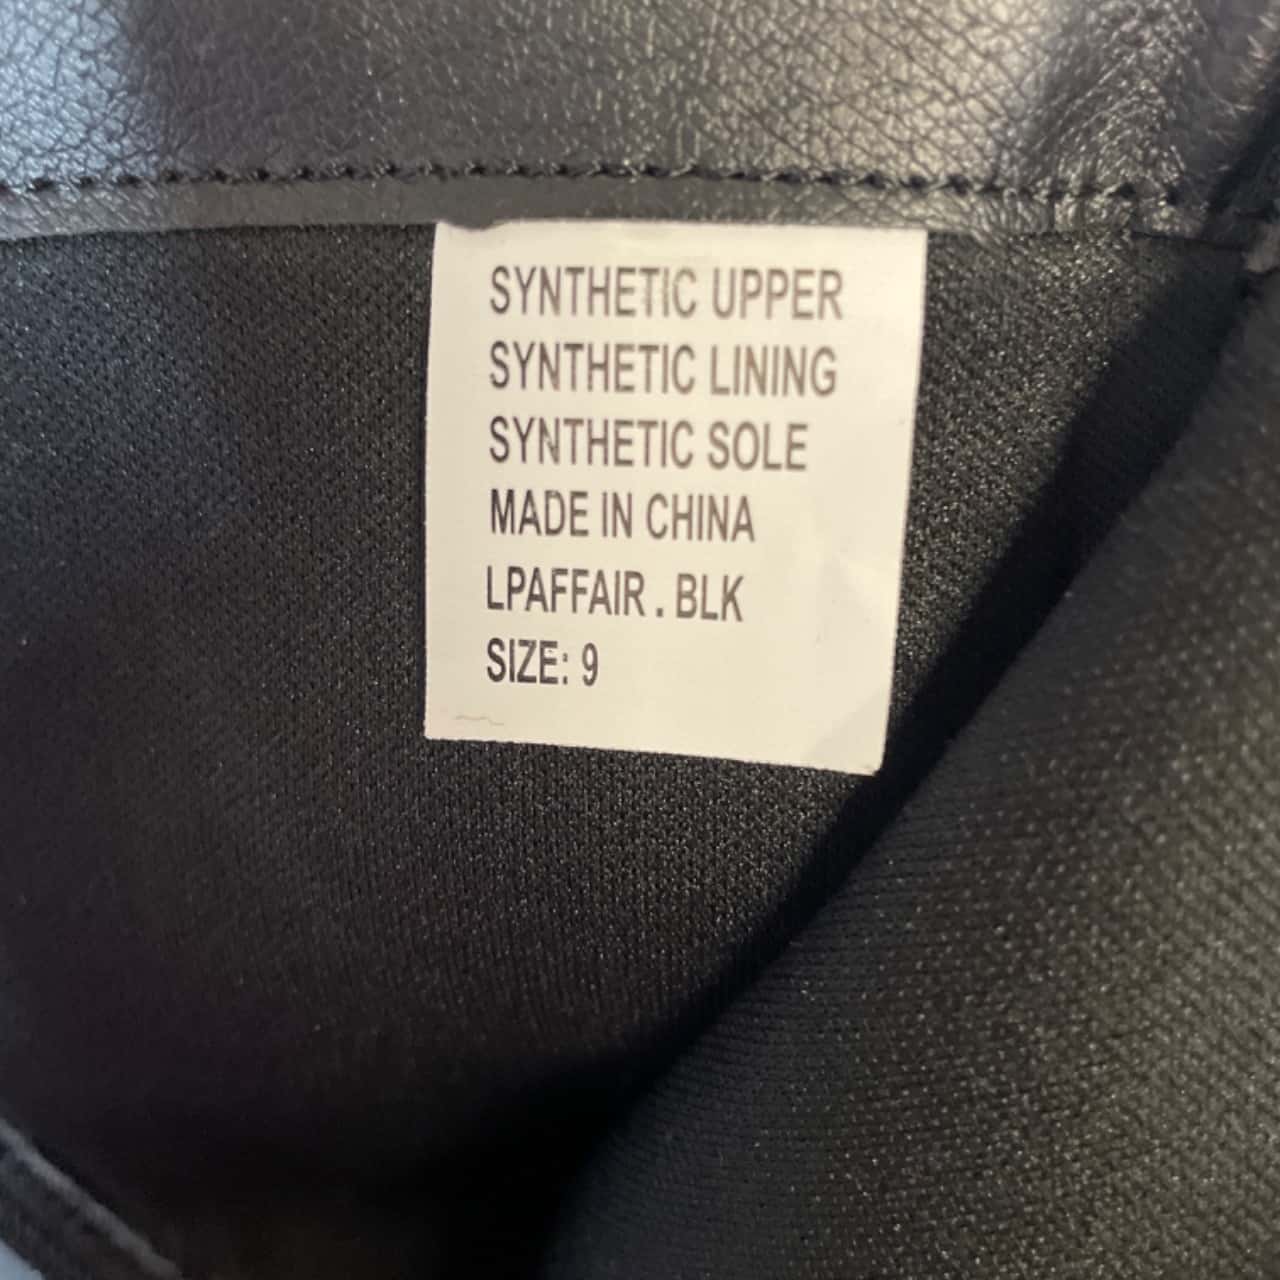 SYNTHETIC UPPER
SYNTHETIC LINING
SYNTHETIC SOLE
MADE IN CHINA
LPAFFAIR . BLK
SIZE: 9